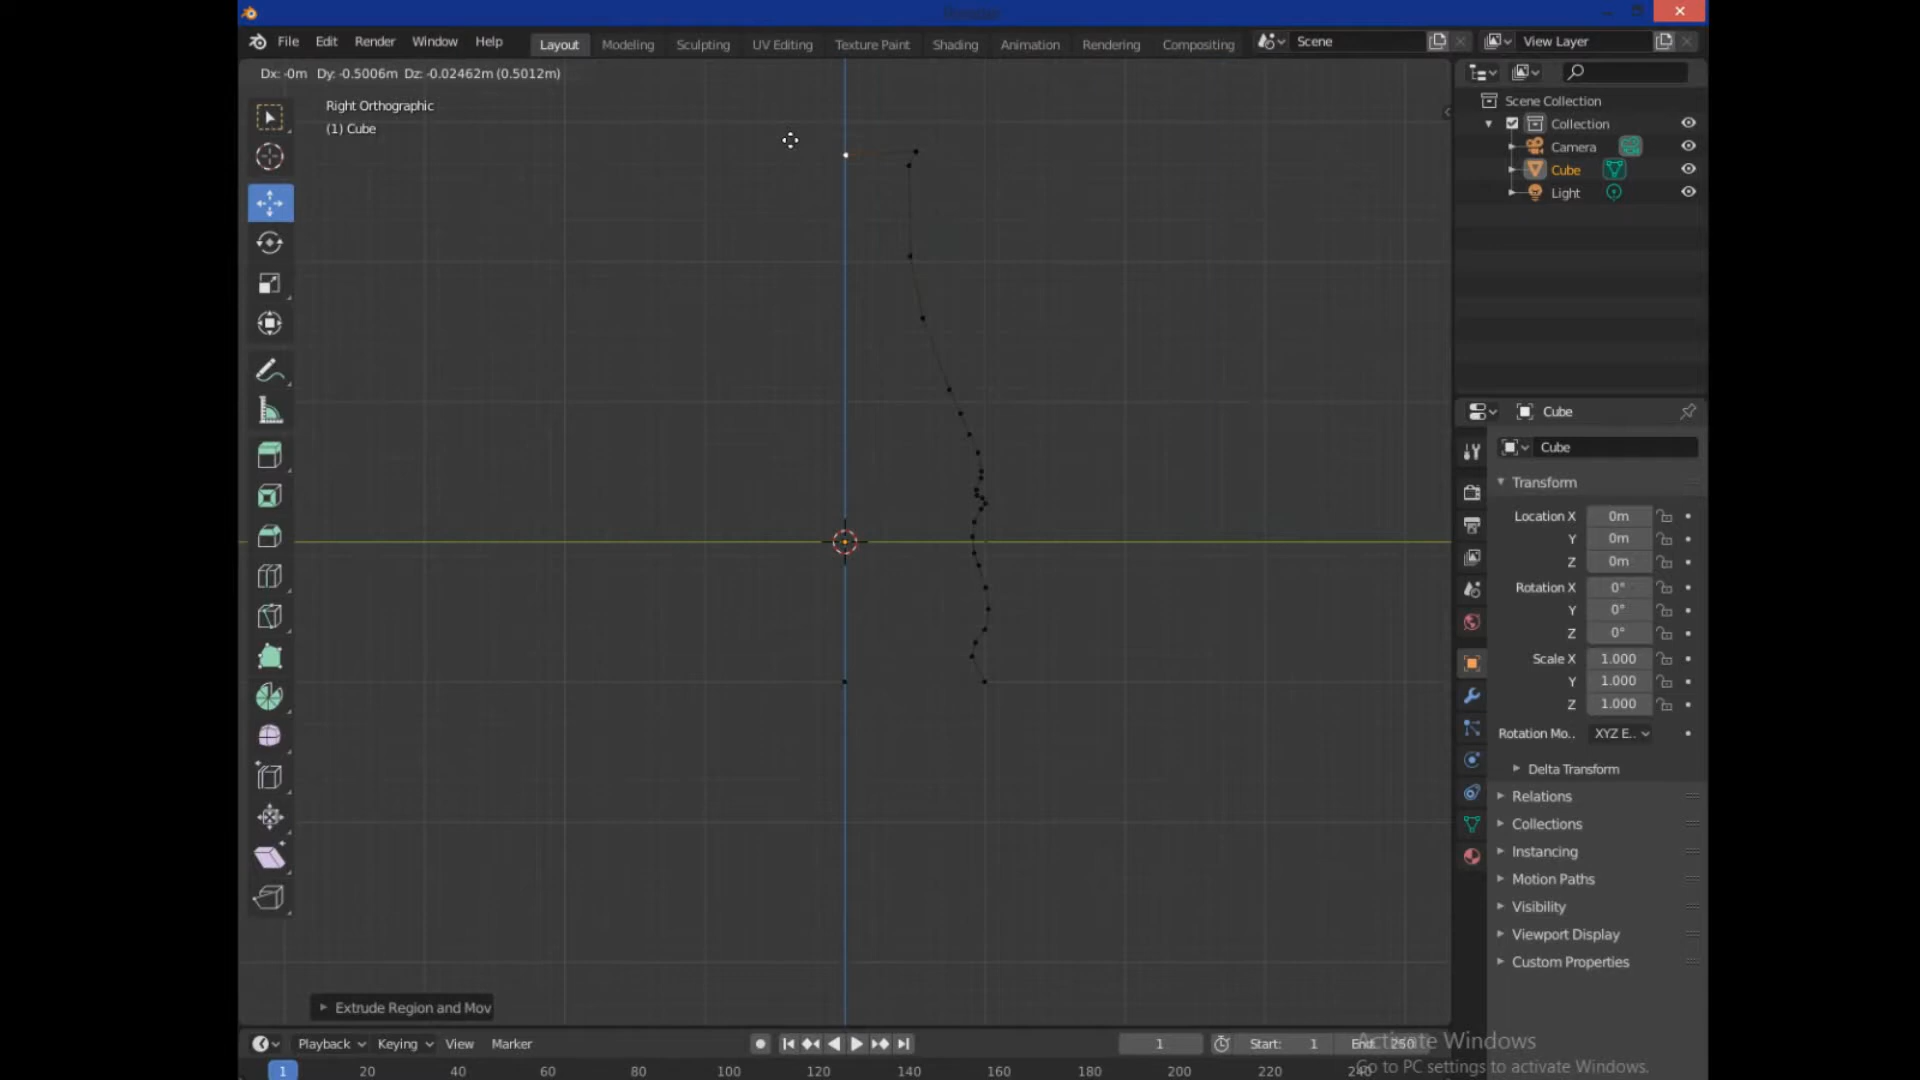 Blender
File Edit Render Window Help Layout Modeling Sculpting UV Editing Texture Paint Shading Animation Rendering Compositing Scene View Layer
Dx: -0m Dy: -0.5006m Dz: -0.02462m (0.5012m)
Right Orthographic
(1) Cube
Scene Collection
Collection
Camera
Cube
Light
Cube
Cube
Transform
Location X 0m
Y 0m
Z 0m
Rotation X 0°
Y 0°
Z 0°
Scale X 1.000
Y 1.000
Z 1.000
Rotation Mo.. XYZ E..
Delta Transform
Relations
Collections
Instancing
Motion Paths
Visibility
Viewport Display
Custom Properties
Extrude Region and Mov
Playback Keying View Marker 1 Start: 1 End: 250
1 20 40 60 80 100 120 140 160 180 200 220 240
Activate Windows
Go to PC settings to activate Windows.